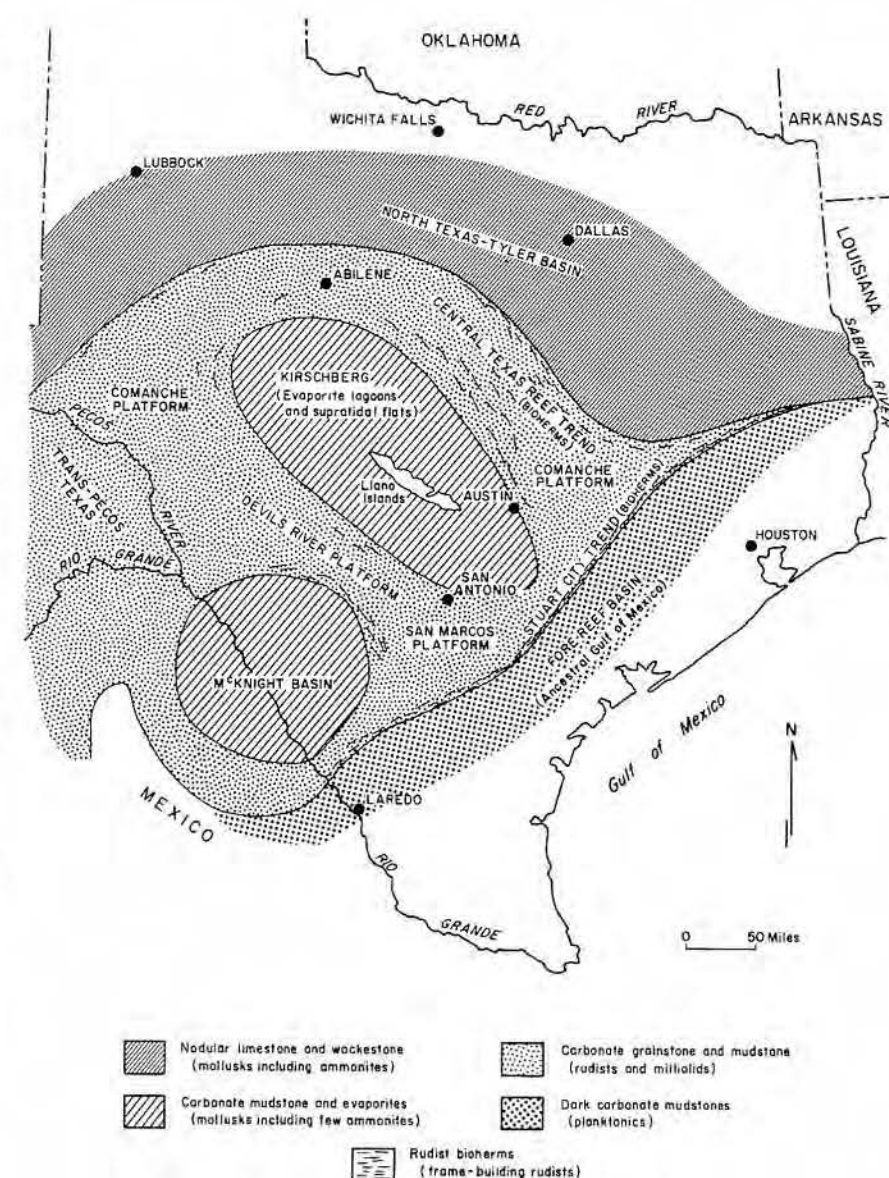 OKLAHOMA
RED
RIVER
ARKANSAS
WICHITA FALLS
LUBBOCK
NORTH TEXAS-TYLER BASIN
DALLAS
LOUISIANA
SABINE RIVER
ABILENE
CENTRAL TEXAS REEF TREND
(BIOHERMS)
KIRSCHBERG
(Evaporite lagoons
and supratidal flats)
COMANCHE
PLATFORM
PECOS
RIVER
TRANS-PECOS
TEXAS
COMANCHE
PLATFORM
Llano
Islands
AUSTIN
DEVILS RIVER PLATFORM
STUART CITY TREND (BIOHERMS)
HOUSTON
RIO
GRANDE
SAN
ANTONIO
SAN MARCOS
PLATFORM
FORE-REEF BASIN
(Ancestral Gulf of Mexico)
McKNIGHT BASIN
Gulf of Mexico
N
MEXICO
LAREDO
RIO
GRANDE
0 50 Miles
Nodular limestone and wackestone
(mollusks including ammonites)
Carbonate grainstone and mudstone
(rudists and milliolids)
Carbonate mudstone and evaporites
(mollusks including few ammonites)
Dark carbonate mudstones
(planktonics)
Rudist bioherms
(frame-building rudists)